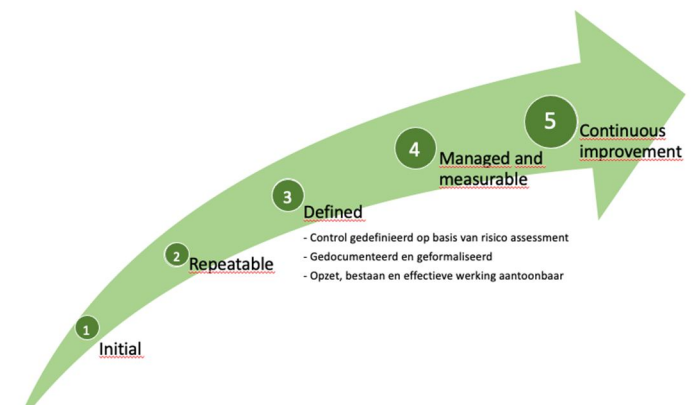 5
Continuous
improvement
4
Managed and
measurable
3
Defined
- Control gedefinieerd op basis van risico assessment
- Gedocumenteerd en geformaliseerd
- Opzet, bestaan en effectieve werking aantoonbaar
2
Repeatable
1
Initial